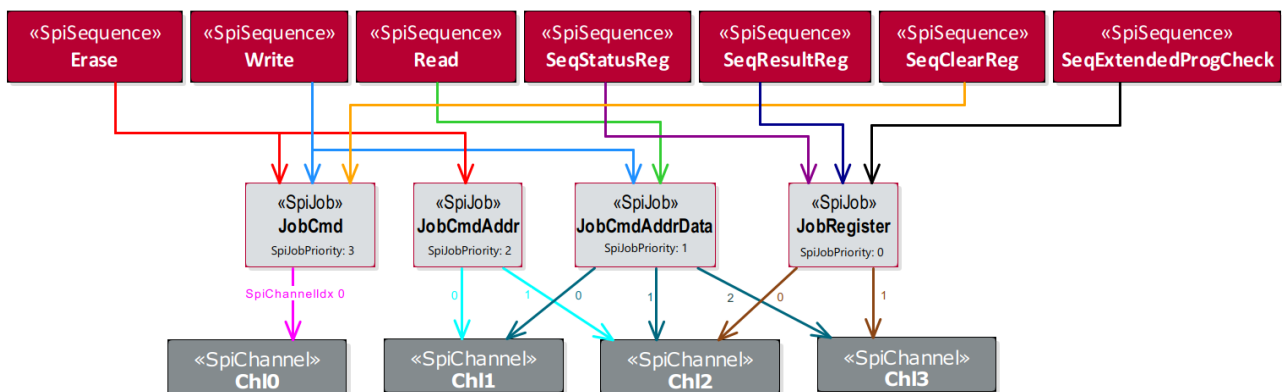 «SpiSequence»
Erase
«SpiSequence»
Write
«SpiSequence»
Read
«SpiSequence»
SeqStatusReg
«SpiSequence»
SeqResultReg
«SpiSequence»
SeqClearReg
«SpiSequence»
SeqExtendedProgCheck
«SpiJob»
JobCmd
SpiJobPriority: 3
«SpiJob»
JobCmdAddr
SpiJobPriority: 2
«SpiJob»
JobCmdAddrData
SpiJobPriority: 1
«SpiJob»
JobRegister
SpiJobPriority: 0
SpiChannelIdx 0
0
1
0
1
2
0
1
«SpiChannel»
Chl0
«SpiChannel»
Chl1
«SpiChannel»
Chl2
«SpiChannel»
Chl3